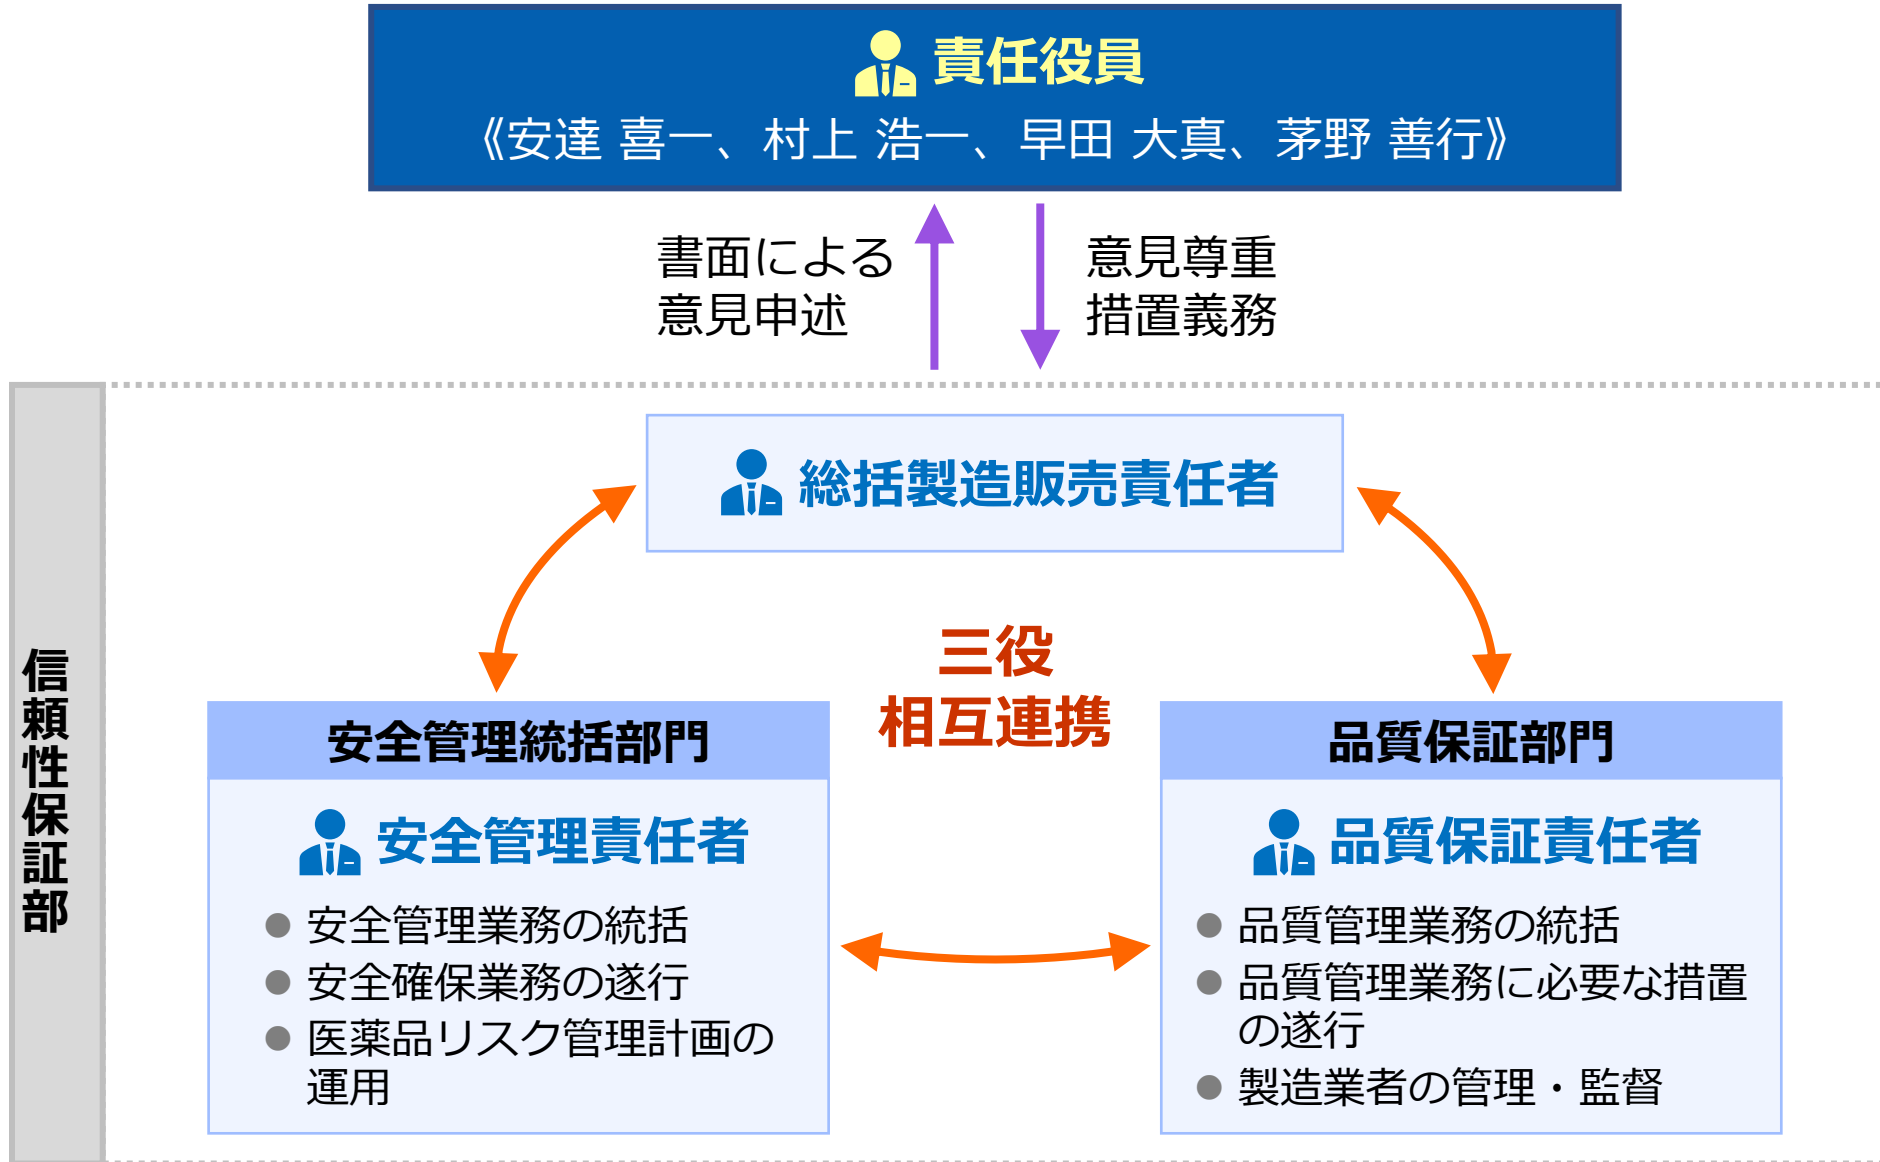 責任役員
《安達 喜一、村上 浩一、早田 大真、茅野 善行》
書面による
意見申述
意見尊重
措置義務
信頼性保証部
総括製造販売責任者
三役
相互連携
安全管理統括部門
安全管理責任者
● 安全管理業務の統括
● 安全確保業務の遂行
● 医薬品リスク管理計画の
運用
品質保証部門
品質保証責任者
● 品質管理業務の統括
● 品質管理業務に必要な措置
の遂行
● 製造業者の管理・監督